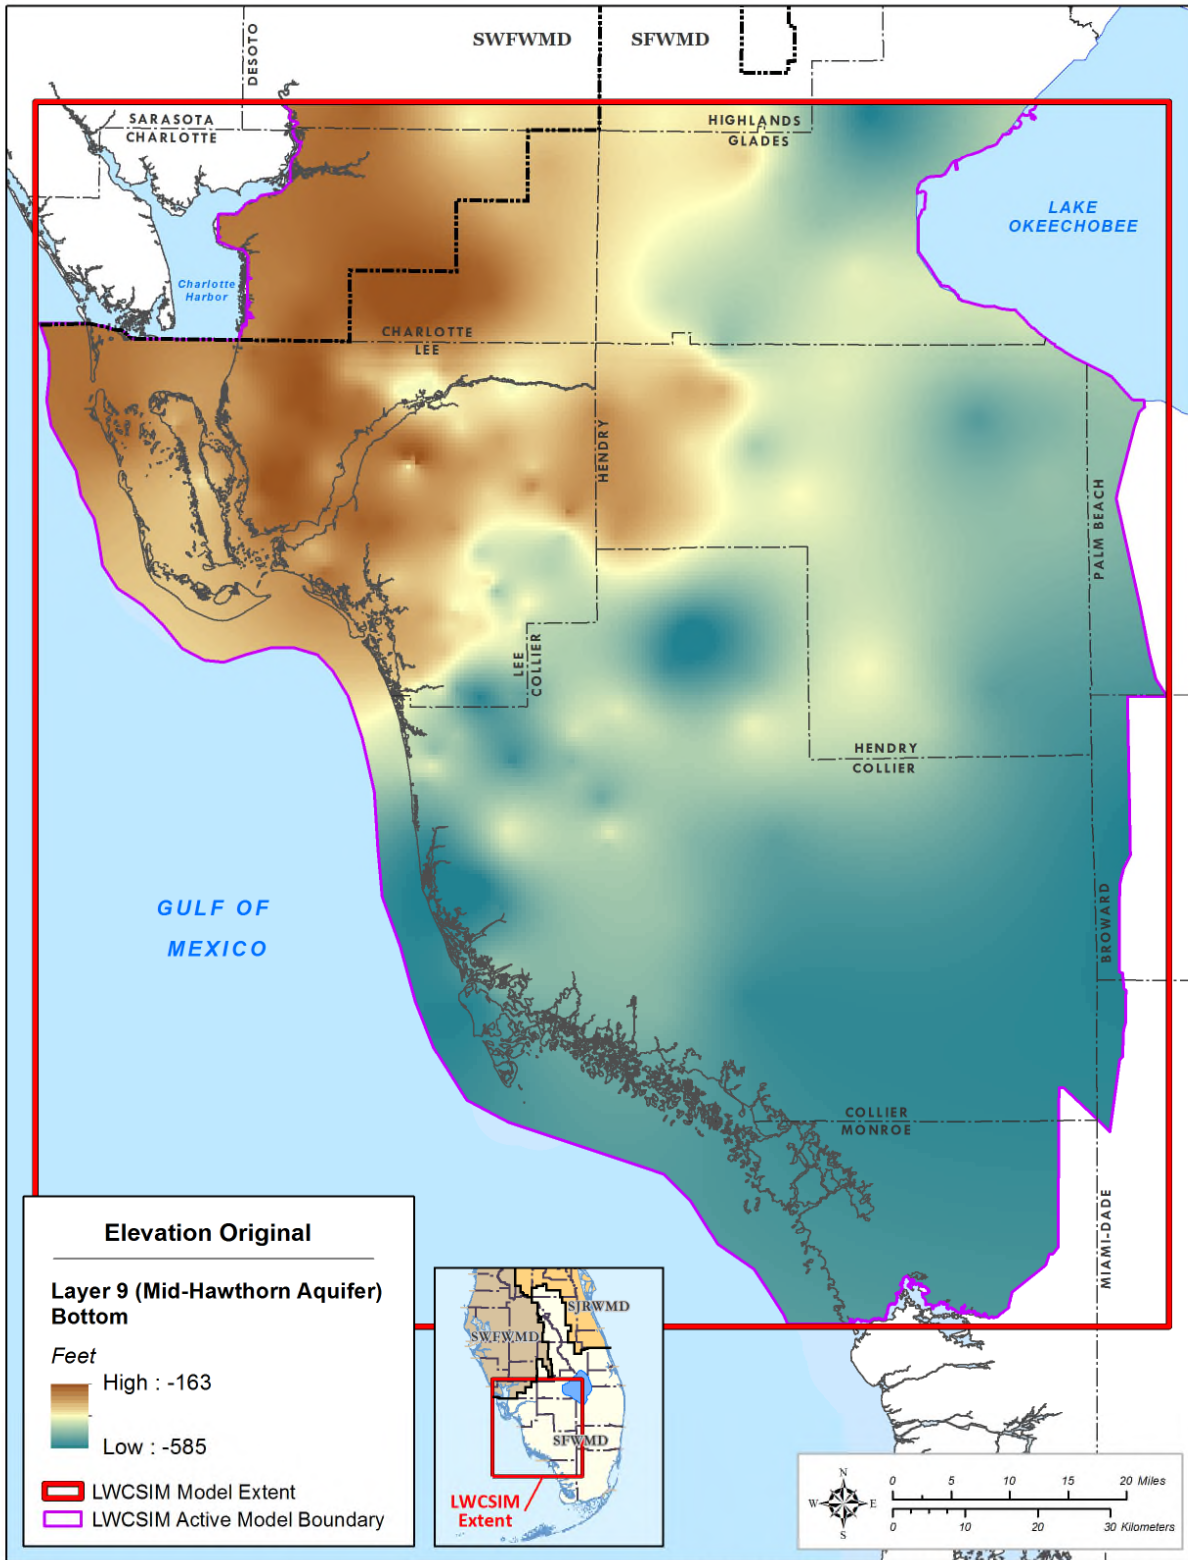 SWFWMD
SFWMD
DESOTO
SARASOTA
CHARLOTTE
HIGHLANDS
GLADES
LAKE
OKEECHOBEE
Charlotte
Harbor
CHARLOTTE
LEE
HENDRY
PALM BEACH
LEE
COLLIER
HENDRY
COLLIER
GULF OF
MEXICO
BROWARD
COLLIER
MONROE
MIAMI-DADE
Elevation Original
Layer 9 (Mid-Hawthorn Aquifer)
Bottom
Feet
High : -163
Low : -585
LWCSIM Model Extent
LWCSIM Active Model Boundary
SJRWMD
SWFWMD
SFWMD
LWCSIM
Extent
N
W
E
S
0 5 10 15 20 Miles
0 10 20 30 Kilometers